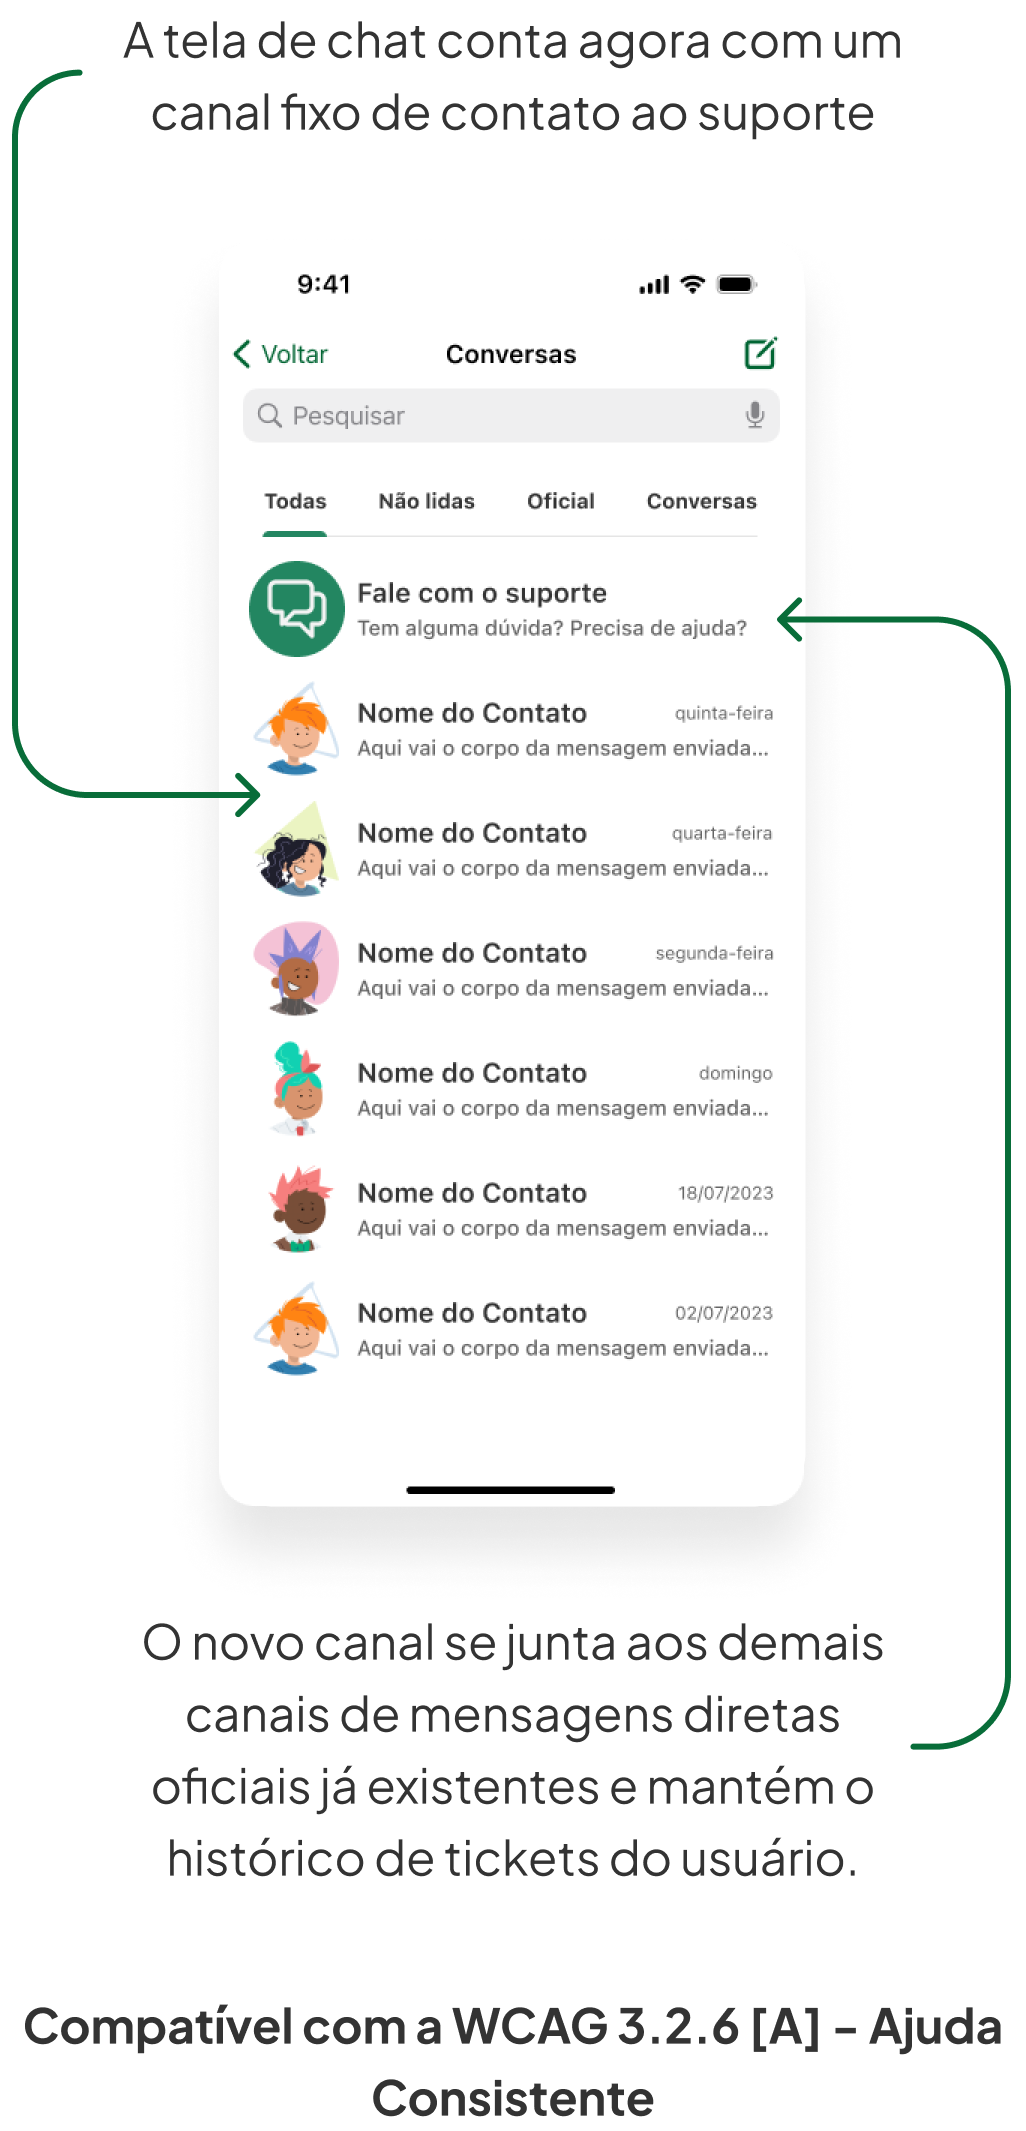 A tela de chat conta agora com um
canal fixo de contato ao suporte
9:41
Voltar
Conversas
Pesquisar
Todas
Não lidas
Oficial
Conversas
Fale com o suporte
Tem alguma dúvida? Precisa de ajuda?
Nome do Contato
quinta-feira
Aqui vai o corpo da mensagem enviada...
Nome do Contato
quarta-feira
Aqui vai o corpo da mensagem enviada...
Nome do Contato
segunda-feira
Aqui vai o corpo da mensagem enviada...
Nome do Contato
domingo
Aqui vai o corpo da mensagem enviada...
Nome do Contato
18/07/2023
Aqui vai o corpo da mensagem enviada...
Nome do Contato
02/07/2023
Aqui vai o corpo da mensagem enviada...
O novo canal se junta aos demais
canais de mensagens diretas
oficiais já existentes e mantém o
histórico de tickets do usuário.
Compatível com a WCAG 3.2.6 [A] - Ajuda
Consistente